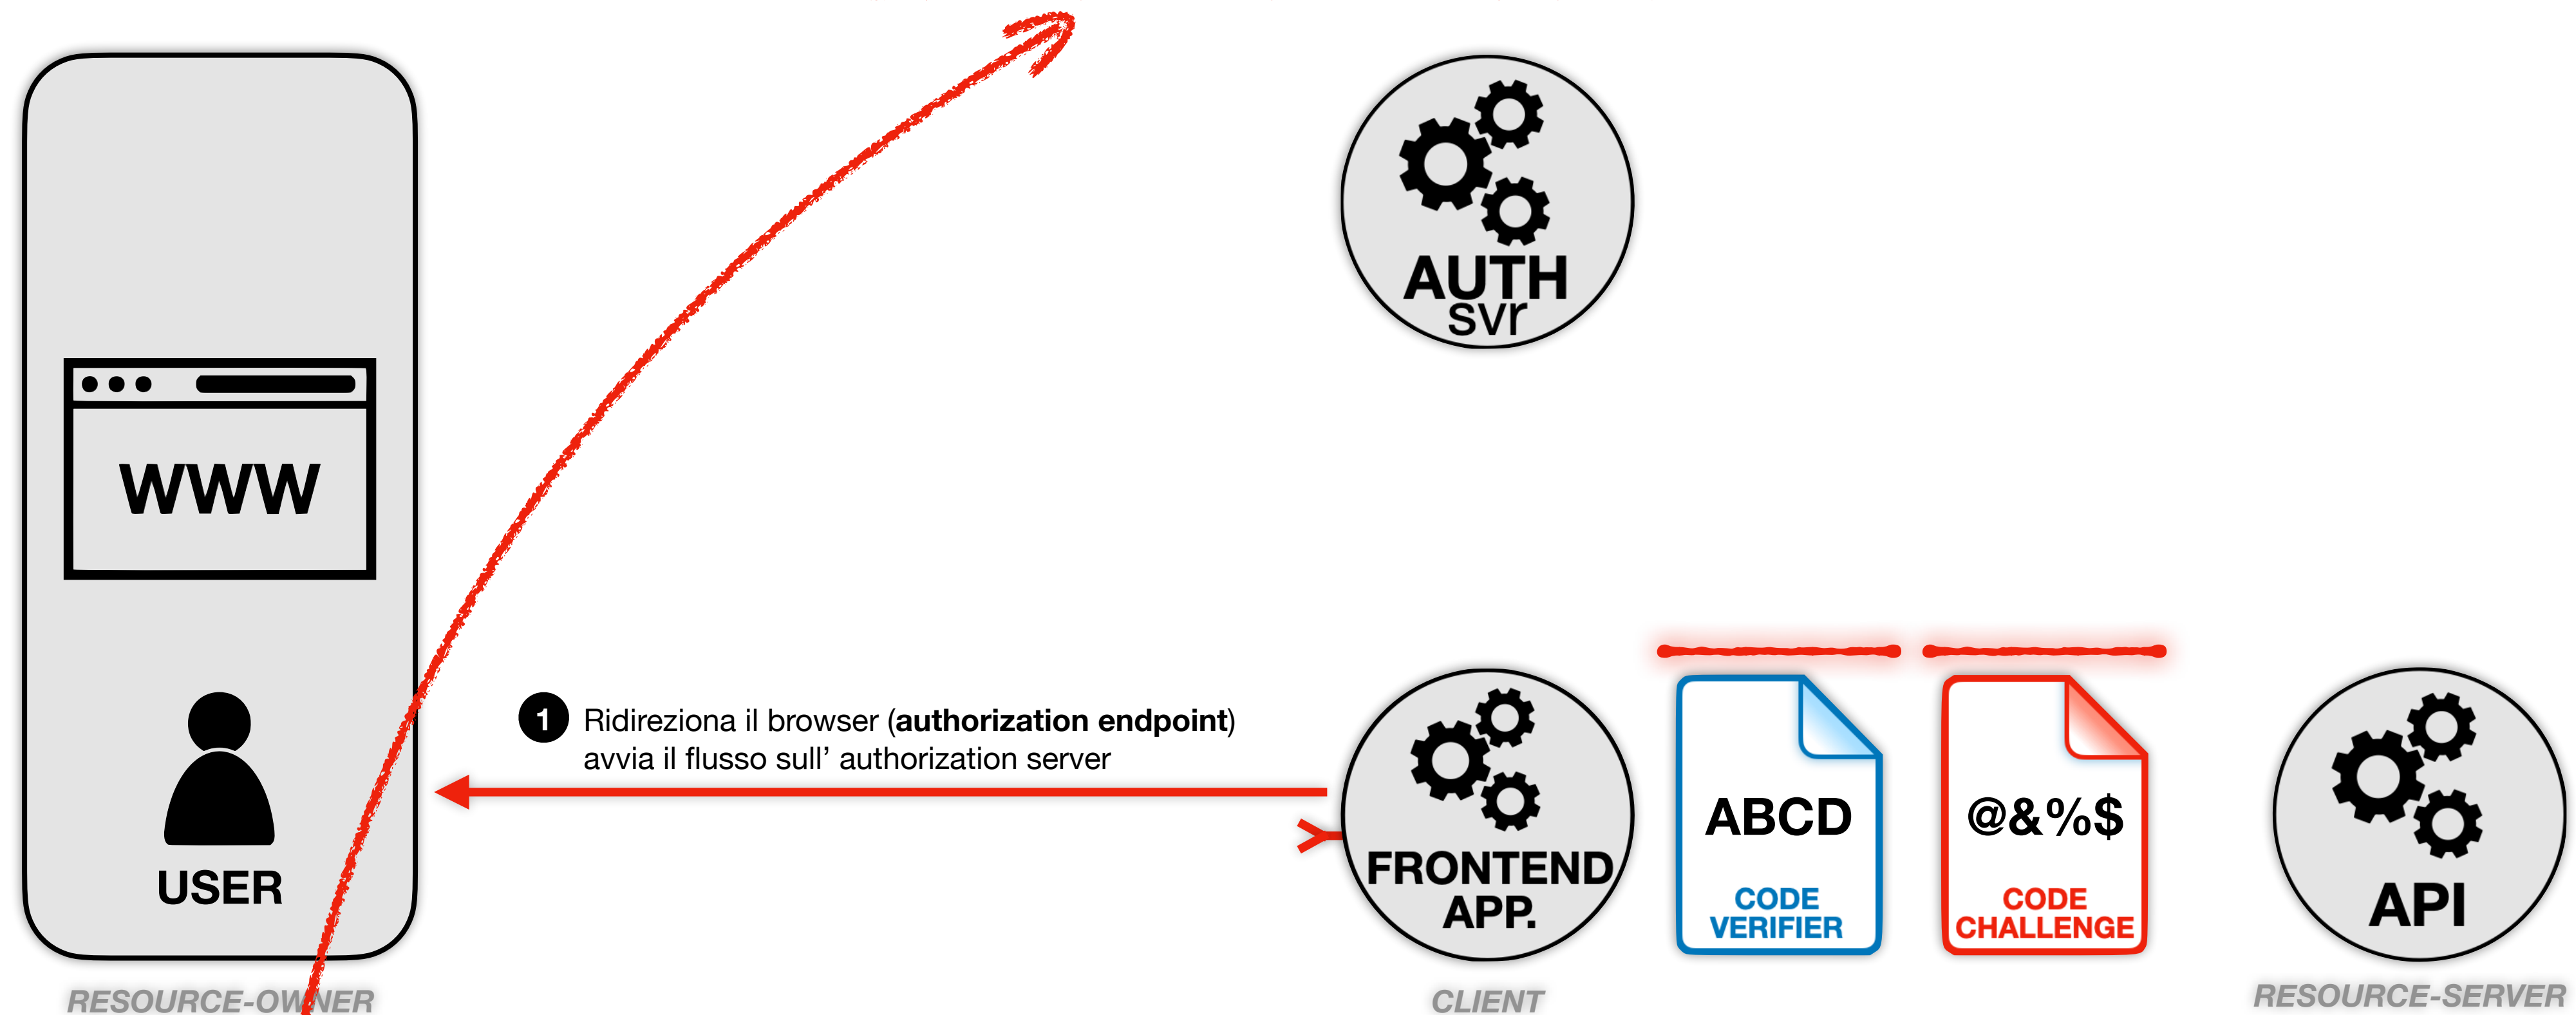 AUTH
svr
WWW
USER
RESOURCE-OWNER
1 Ridireziona il browser (authorization endpoint)
avvia il flusso sull’ authorization server
FRONTEND
APP.
CLIENT
ABCD
CODE
VERIFIER
@&%$
CODE
CHALLENGE
API
RESOURCE-SERVER